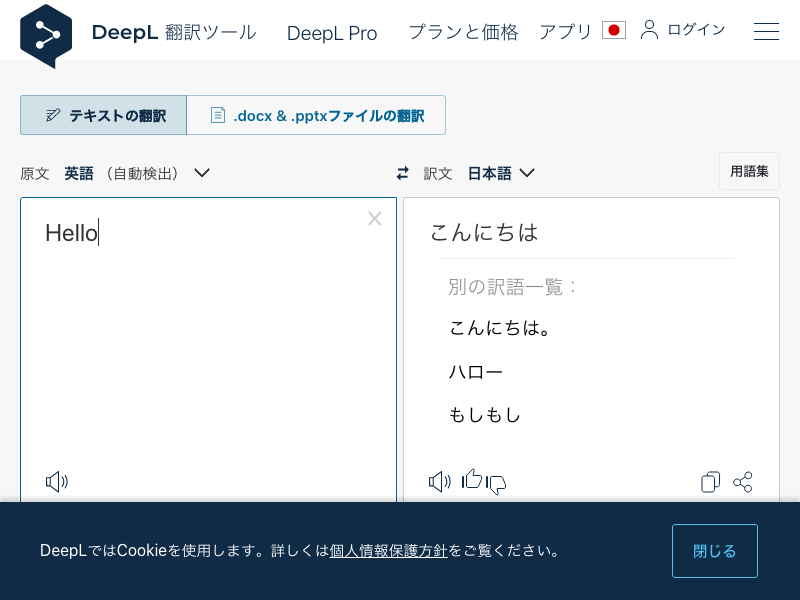 DeepL 翻訳ツール DeepL Pro プランと価格 アプリ ログイン
テキストの翻訳 .docx & .pptxファイルの翻訳
原文 英語 （自動検出） 訳文 日本語 用語集
Hello
こんにちは
別の訳語一覧：
こんにちは。
ハロー
もしもし
DeepLではCookieを使用します。詳しくは個人情報保護方針をご覧ください。 閉じる